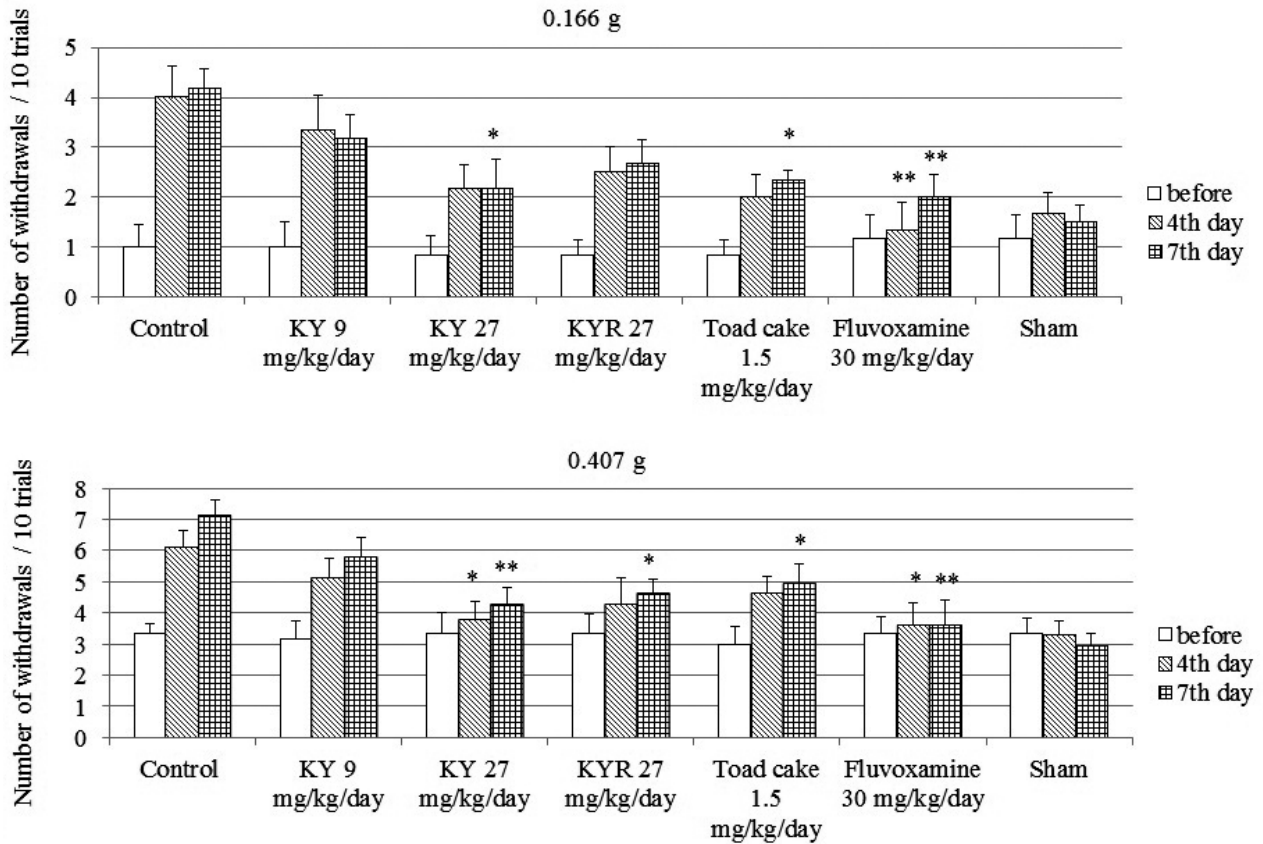 0.166 g
Number of withdrawals / 10 trials
5
4
3
2
1
0
*
*
**
**
before
4th day
7th day
Control
KY 9
mg/kg/day
KY 27
mg/kg/day
KYR 27
mg/kg/day
Toad cake
1.5
mg/kg/day
Fluvoxamine
30 mg/kg/day
Sham
0.407 g
Number of withdrawals / 10 trials
8
7
6
5
4
3
2
1
0
*
**
*
*
*
**
before
4th day
7th day
Control
KY 9
mg/kg/day
KY 27
mg/kg/day
KYR 27
mg/kg/day
Toad cake
1.5
mg/kg/day
Fluvoxamine
30 mg/kg/day
Sham